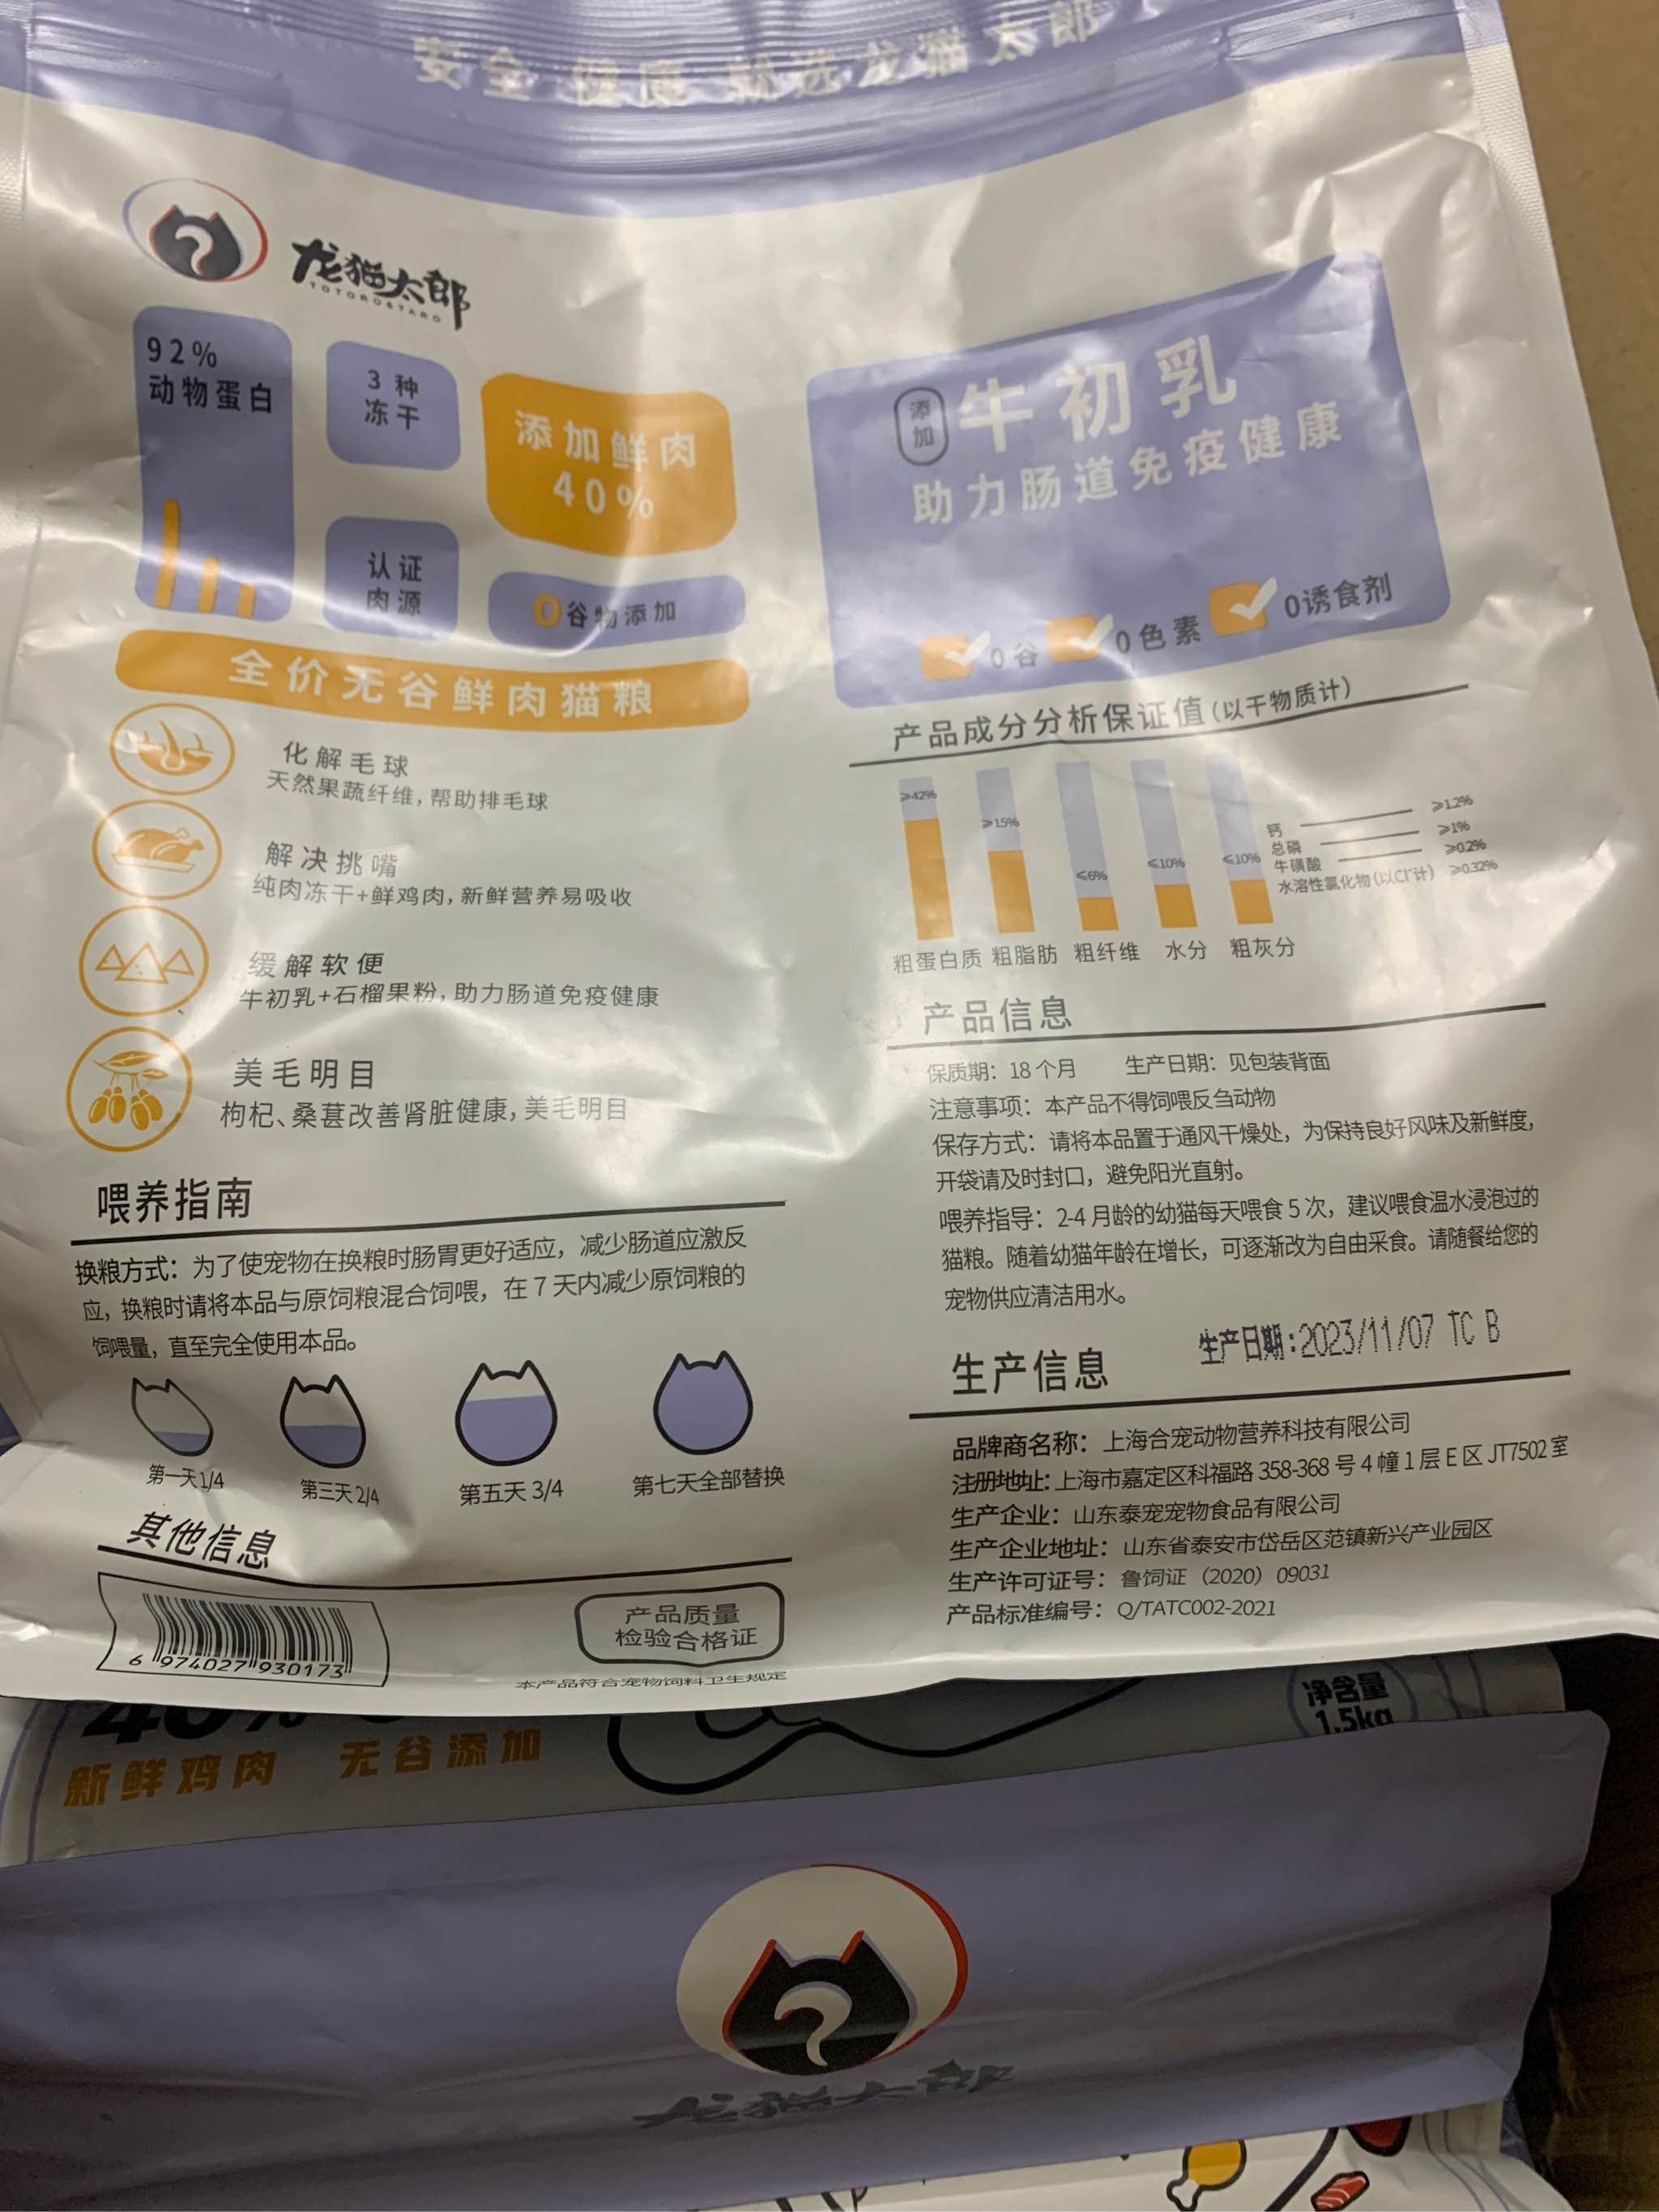 安全 健康 就选龙猫太郎
龙猫太郎
TOTORO&TARO
92%
动物蛋白
3种
冻干
添加鲜肉
40%
认证
肉源
0谷物添加
全价无谷鲜肉猫粮
化解毛球
天然果蔬纤维，帮助排毛球
解决挑嘴
纯肉冻干+鲜鸡肉，新鲜营养易吸收
缓解软便
牛初乳+石榴果粉，助力肠道免疫健康
美毛明目
枸杞、桑葚改善肾脏健康，美毛明目
喂养指南
换粮方式：为了使宠物在换粮时肠胃更好适应，减少肠道应激反
应，换粮时请将本品与原饲粮混合饲喂，在7天内减少原饲粮的
饲喂量，直至完全使用本品。
第一天1/4
第三天2/4
第五天3/4
第七天全部替换
其他信息
6 974027 930173
产品质量
检验合格证
本产品符合宠物饲料卫生规定
添加
牛初乳
助力肠道免疫健康
0谷
0色素
0诱食剂
产品成分分析保证值(以干物质计)
≥42%
≥15%
≤6%
≤10%
≤10%
粗蛋白质 粗脂肪 粗纤维 水分 粗灰分
钙 ≥1.2%
总磷 ≥1%
牛磺酸 ≥0.2%
水溶性氯化物(以Cl⁻计) ≥0.32%
产品信息
保质期：18个月 生产日期：见包装背面
注意事项：本产品不得饲喂反刍动物
保存方式：请将本品置于通风干燥处，为保持良好风味及新鲜度，
开袋请及时封口，避免阳光直射。
喂养指导：2-4月龄的幼猫每天喂食5次，建议喂食温水浸泡过的
猫粮。随着幼猫年龄在增长，可逐渐改为自由采食。请随餐给您的
宠物供应清洁用水。
生产日期:2023/11/07 TC B
生产信息
品牌商名称：上海合宠动物营养科技有限公司
注册地址：上海市嘉定区科福路358-368号4幢1层E区JT7502室
生产企业：山东泰宠宠物食品有限公司
生产企业地址：山东省泰安市岱岳区范镇新兴产业园区
生产许可证号：鲁饲证（2020）09031
产品标准编号：Q/TATC002-2021
40%
新鲜鸡肉 无谷添加
净含量
1.5kg
龙猫太郎